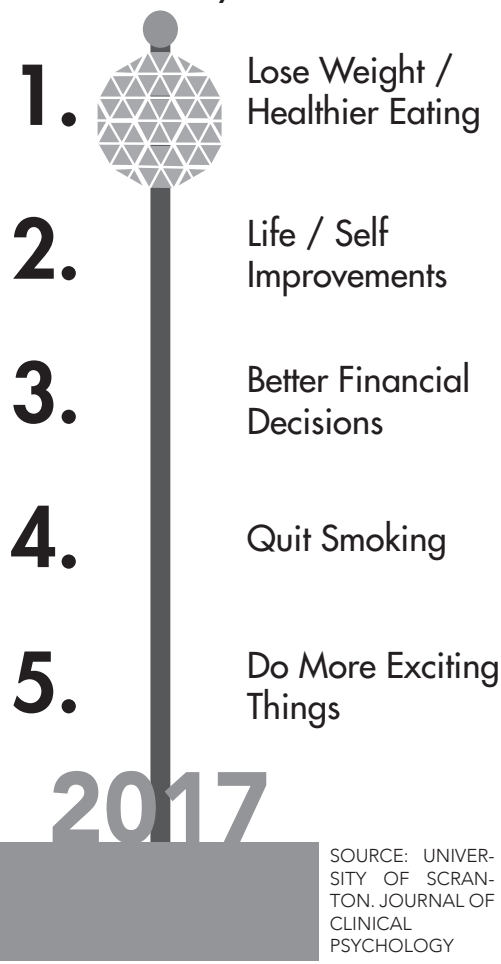 1.
Lose Weight /
Healthier Eating
2.
Life / Self
Improvements
3.
Better Financial
Decisions
4.
Quit Smoking
5.
Do More Exciting
Things
2017
SOURCE: UNIVER-
SITY OF SCRAN-
TON. JOURNAL OF
CLINICAL
PSYCHOLOGY